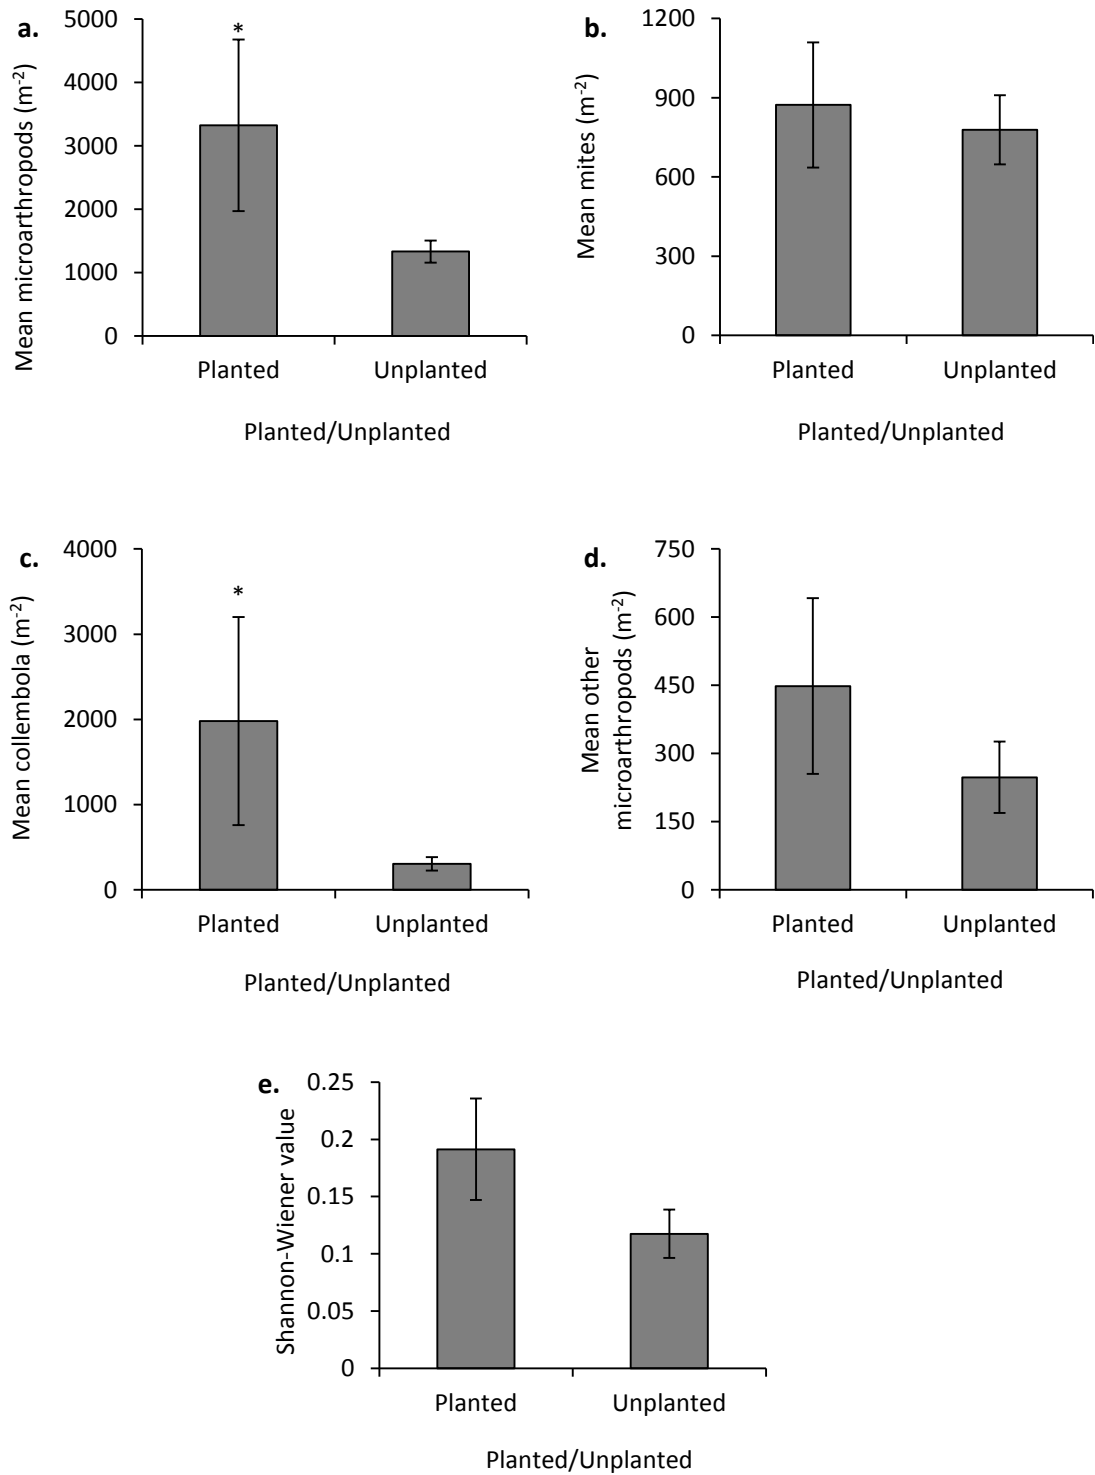 a.
Mean microarthropods (m⁻²)
5000
4000
3000
2000
1000
0
*
Planted
Unplanted
Planted/Unplanted
b.
Mean mites (m⁻²)
1200
900
600
300
0
Planted
Unplanted
Planted/Unplanted
c.
Mean collembola (m⁻²)
4000
3000
2000
1000
0
*
Planted
Unplanted
Planted/Unplanted
d.
Mean other
microarthropods (m⁻²)
750
600
450
300
150
0
Planted
Unplanted
Planted/Unplanted
e.
Shannon-Wiener value
0.25
0.2
0.15
0.1
0.05
0
Planted
Unplanted
Planted/Unplanted